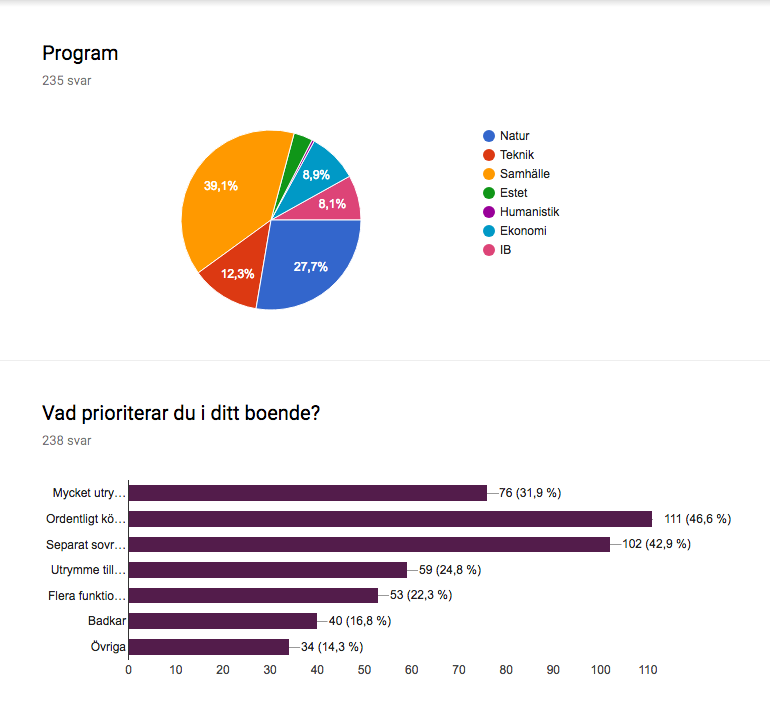 Program
235 svar
39,1%
8,9%
8,1%
12,3%
27,7%
Natur
Teknik
Samhälle
Estet
Humanistik
Ekonomi
IB
Vad prioriterar du i ditt boende?
238 svar
Mycket utry… 76 (31,9 %)
Ordentligt kö… 111 (46,6 %)
Separat sovr… 102 (42,9 %)
Utrymme till… 59 (24,8 %)
Flera funktio… 53 (22,3 %)
Badkar 40 (16,8 %)
Övriga 34 (14,3 %)
0 10 20 30 40 50 60 70 80 90 100 110